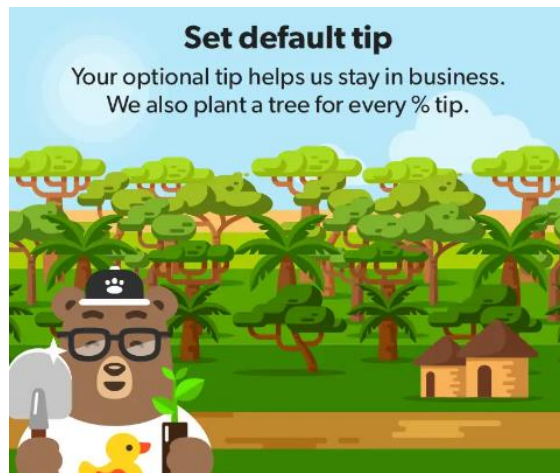 Set default tip
Your optional tip helps us stay in business.
We also plant a tree for every % tip.